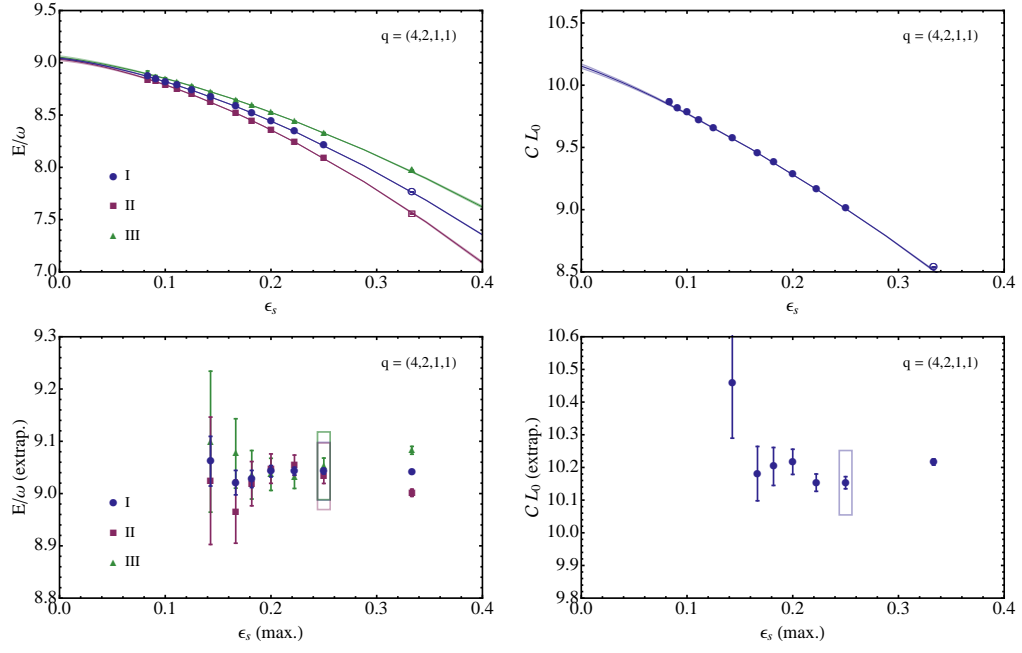 9.5
9.0
8.5
8.0
7.5
7.0
E/ω
q = (4,2,1,1)
I
II
III
0.0 0.1 0.2 0.3 0.4
ϵs
10.5
10.0
9.5
9.0
8.5
C L0
q = (4,2,1,1)
0.0 0.1 0.2 0.3 0.4
ϵs
9.3
9.2
9.1
9.0
8.9
8.8
E/ω (extrap.)
q = (4,2,1,1)
I
II
III
0.0 0.1 0.2 0.3 0.4
ϵs (max.)
10.6
10.5
10.4
10.3
10.2
10.1
10.0
9.9
9.8
C L0 (extrap.)
q = (4,2,1,1)
0.0 0.1 0.2 0.3 0.4
ϵs (max.)